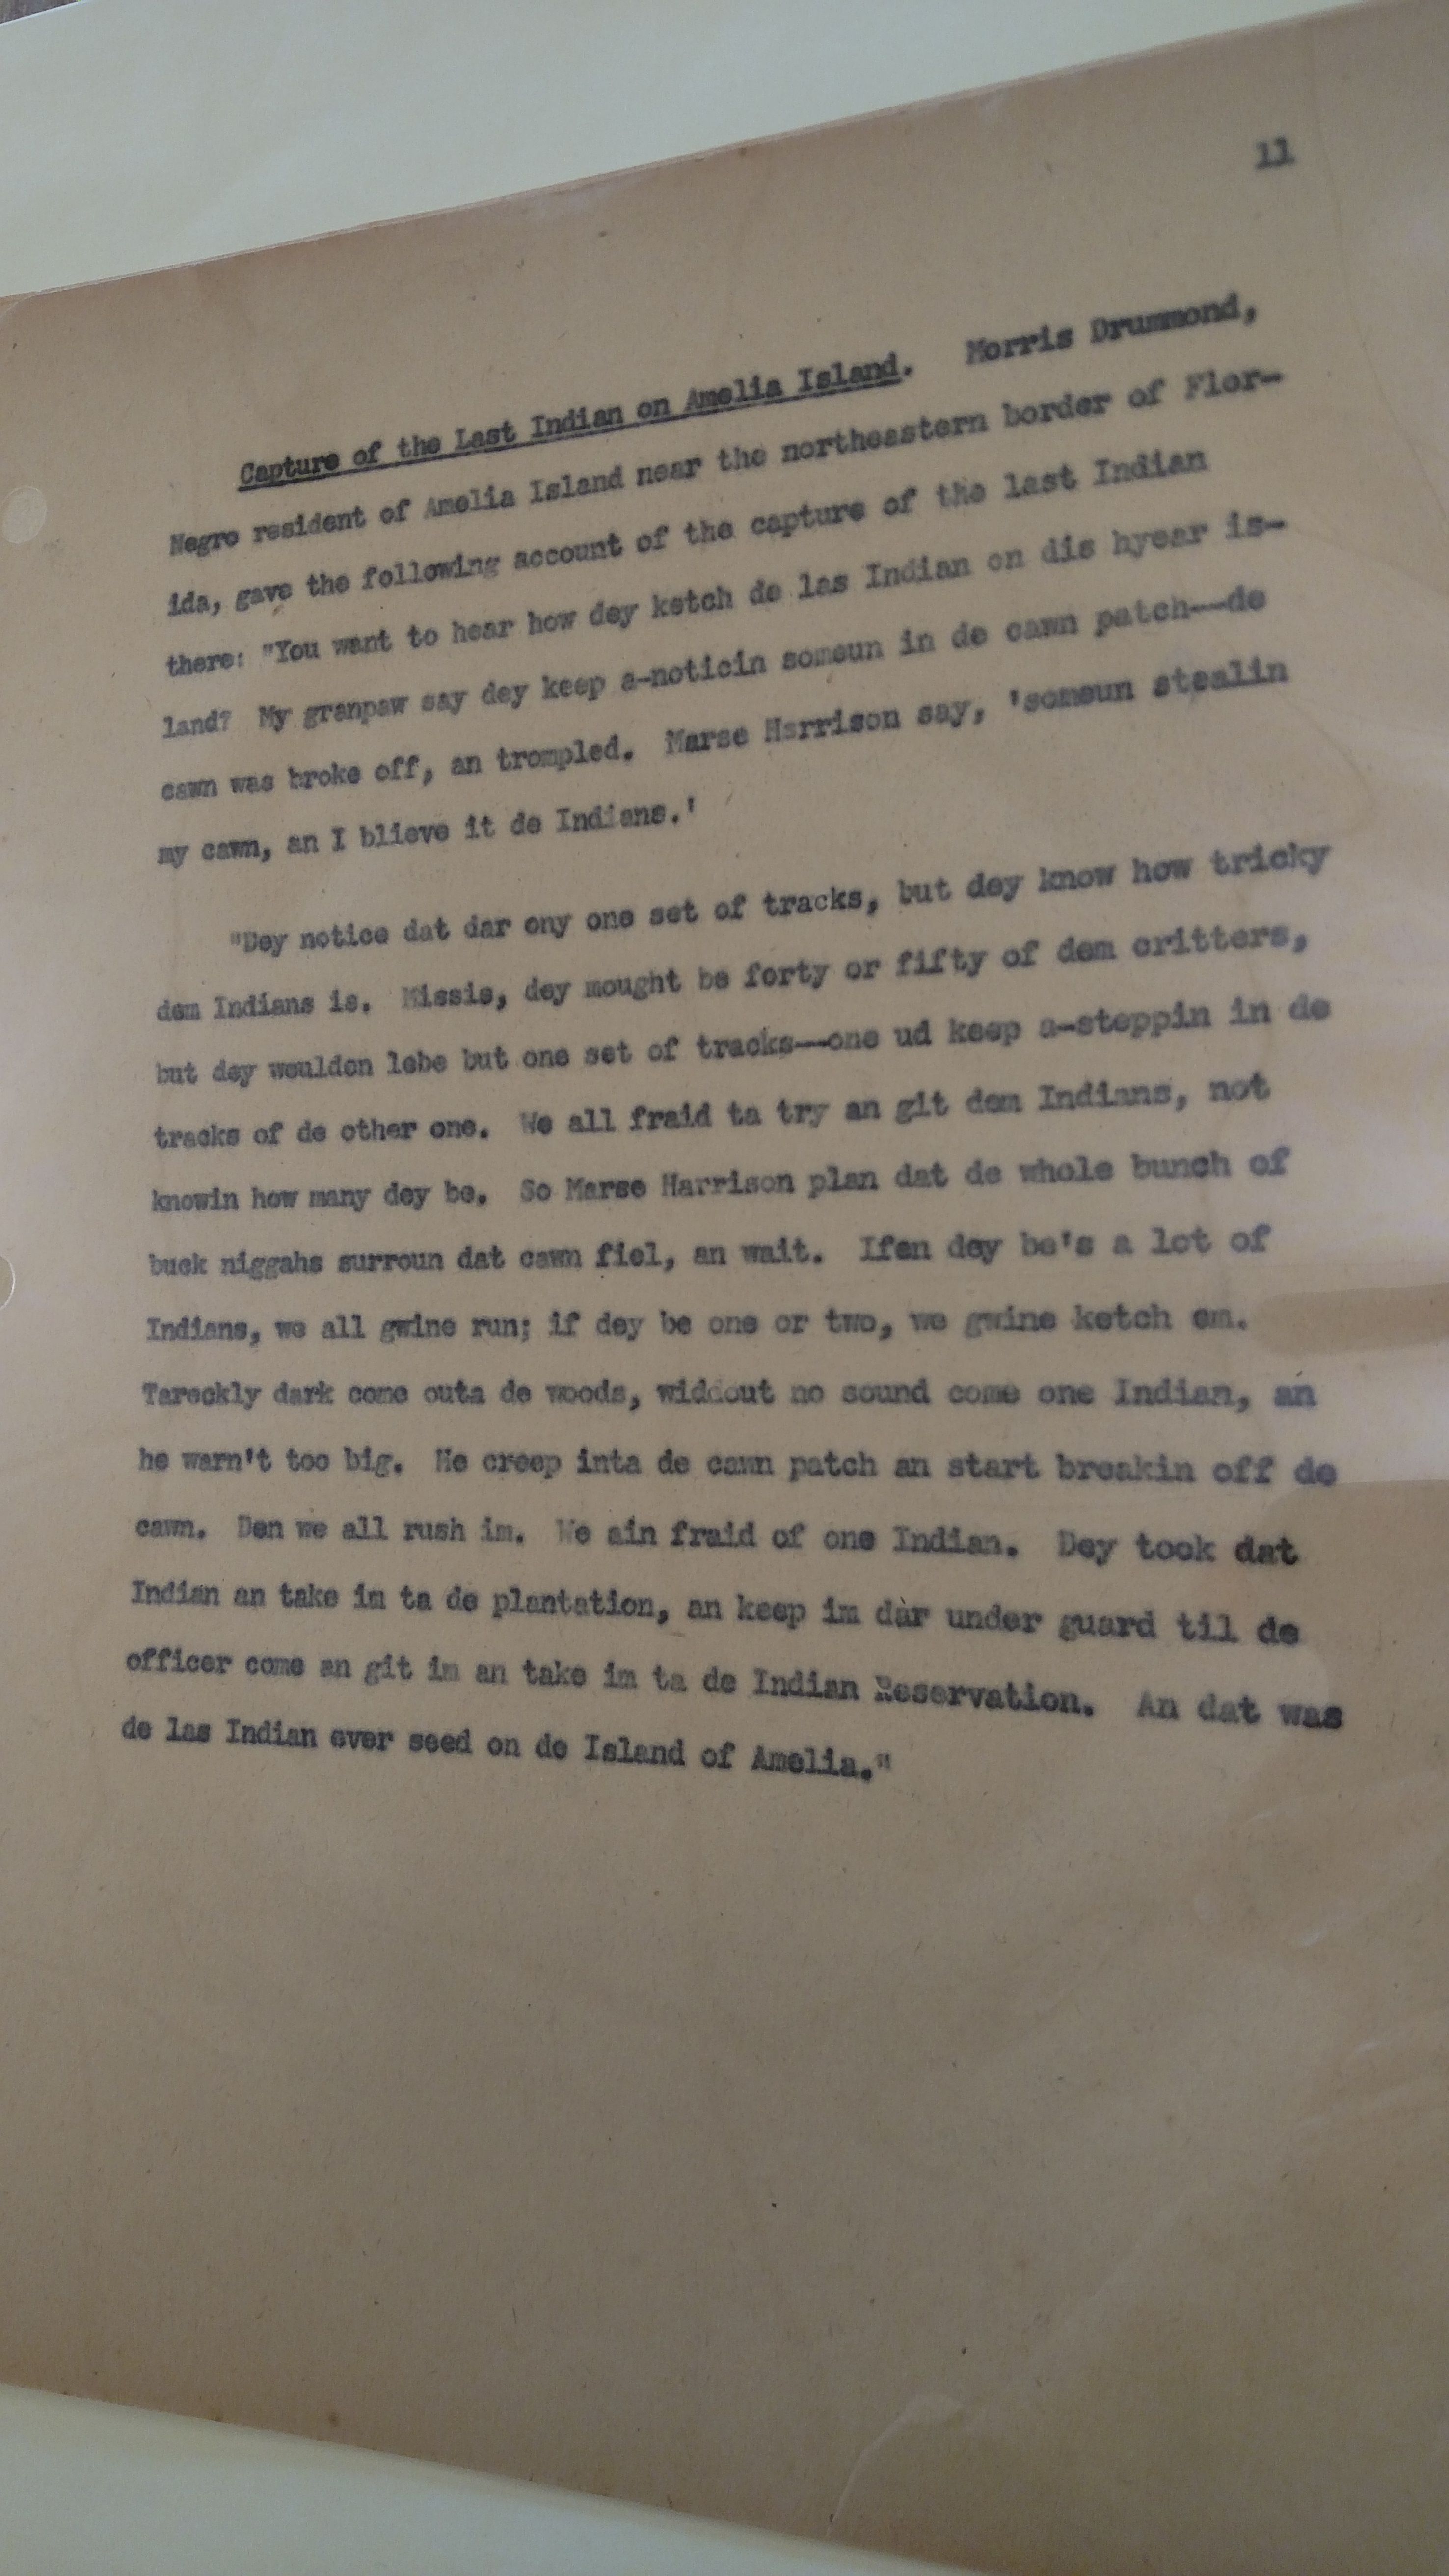 11
Capture of the Last Indian on Amelia Island. Morris Drummond,
Negro resident of Amelia Island near the northeastern border of Flor-
ida, gave the following account of the capture of the last Indian
there: "You want to hear how dey ketch de las Indian on dis hyear is-
land? My granpaw say dey keep a-noticin someun in de cawn patch--de
cawn was broke off, an trompled. Marse Harrison say, 'someun stealin
my cawn, an I blieve it de Indians.'
"Dey notice dat dar ony one set of tracks, but dey know how tricky
dem Indians is. Missis, dey mought be forty or fifty of dem critters,
but dey wouldon lebe but one set of tracks--one ud keep a-steppin in de
tracks of de other one. We all fraid ta try an git dem Indians, not
knowin how many dey be. So Marse Harrison plan dat de whole bunch of
buck niggahs surroun dat cawn fiel, an wait. Ifen dey be's a lot of
Indians, we all gwine run; if dey be one or two, we gwine ketch em.
Tareckly dark come outa de woods, widdout no sound come one Indian, an
he warn't too big. He creep inta de cawn patch an start breakin off de
cawn. Den we all rush im. We ain fraid of one Indian. Dey took dat
Indian an take im ta de plantation, an keep im dar under guard til de
officer come an git im an take im ta de Indian Reservation. An dat was
de las Indian ever seed on de Island of Amelia."